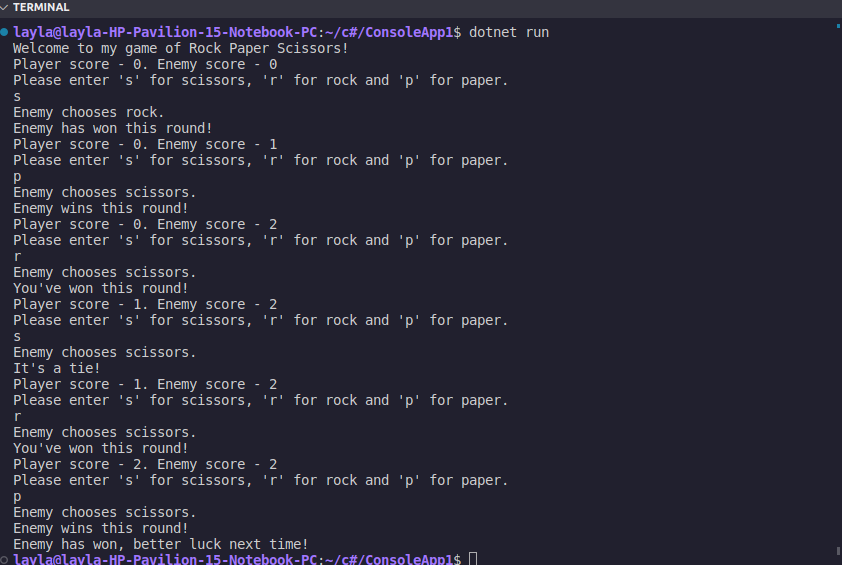 TERMINAL
layla@layla-HP-Pavilion-15-Notebook-PC:~/c#/ConsoleApp1$ dotnet run
Welcome to my game of Rock Paper Scissors!
Player score - 0. Enemy score - 0
Please enter 's' for scissors, 'r' for rock and 'p' for paper.
s
Enemy chooses rock.
Enemy has won this round!
Player score - 0. Enemy score - 1
Please enter 's' for scissors, 'r' for rock and 'p' for paper.
p
Enemy chooses scissors.
Enemy wins this round!
Player score - 0. Enemy score - 2
Please enter 's' for scissors, 'r' for rock and 'p' for paper.
r
Enemy chooses scissors.
You've won this round!
Player score - 1. Enemy score - 2
Please enter 's' for scissors, 'r' for rock and 'p' for paper.
s
Enemy chooses scissors.
It's a tie!
Player score - 1. Enemy score - 2
Please enter 's' for scissors, 'r' for rock and 'p' for paper.
r
Enemy chooses scissors.
You've won this round!
Player score - 2. Enemy score - 2
Please enter 's' for scissors, 'r' for rock and 'p' for paper.
p
Enemy chooses scissors.
Enemy wins this round!
Enemy has won, better luck next time!
layla@layla-HP-Pavilion-15-Notebook-PC:~/c#/ConsoleApp1$